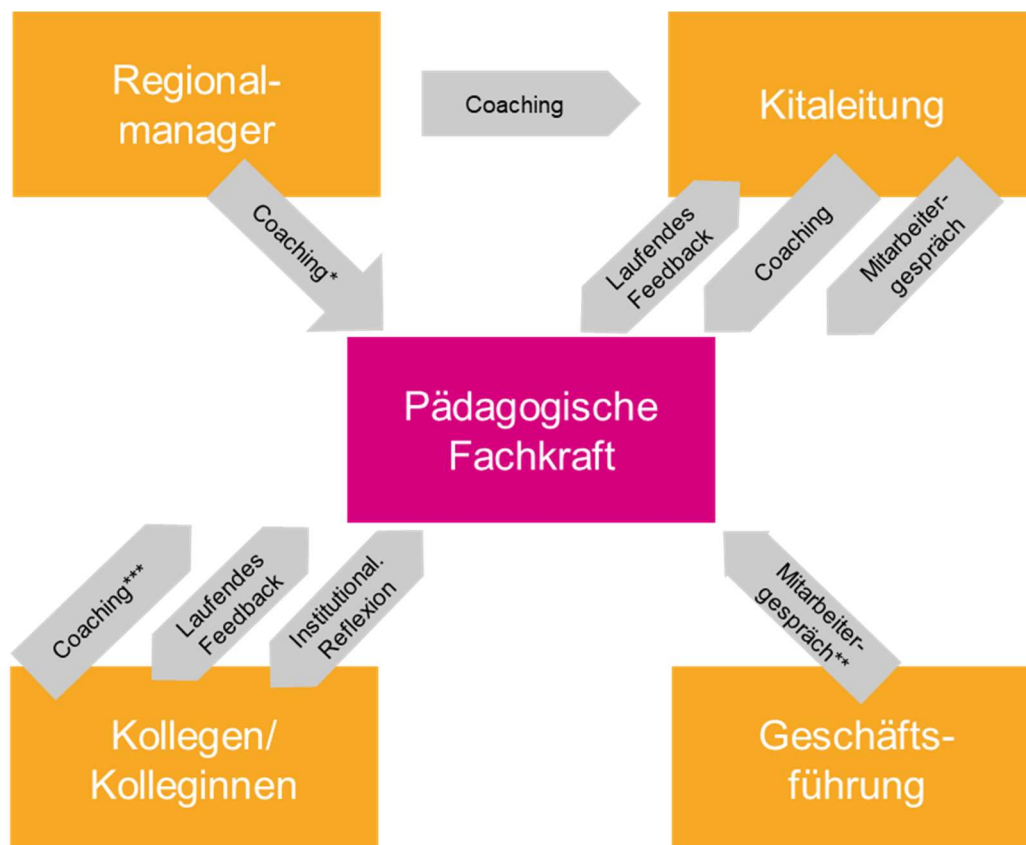 Regional-
manager
Coaching
Kitaleitung
Coaching*
Laufendes
Feedback
Coaching
Mitarbeiter-
gespräch
Pädagogische
Fachkraft
Coaching***
Laufendes
Feedback
Institutional.
Reflexion
Mitarbeiter-
gespräch**
Kollegen/
Kolleginnen
Geschäfts-
führung